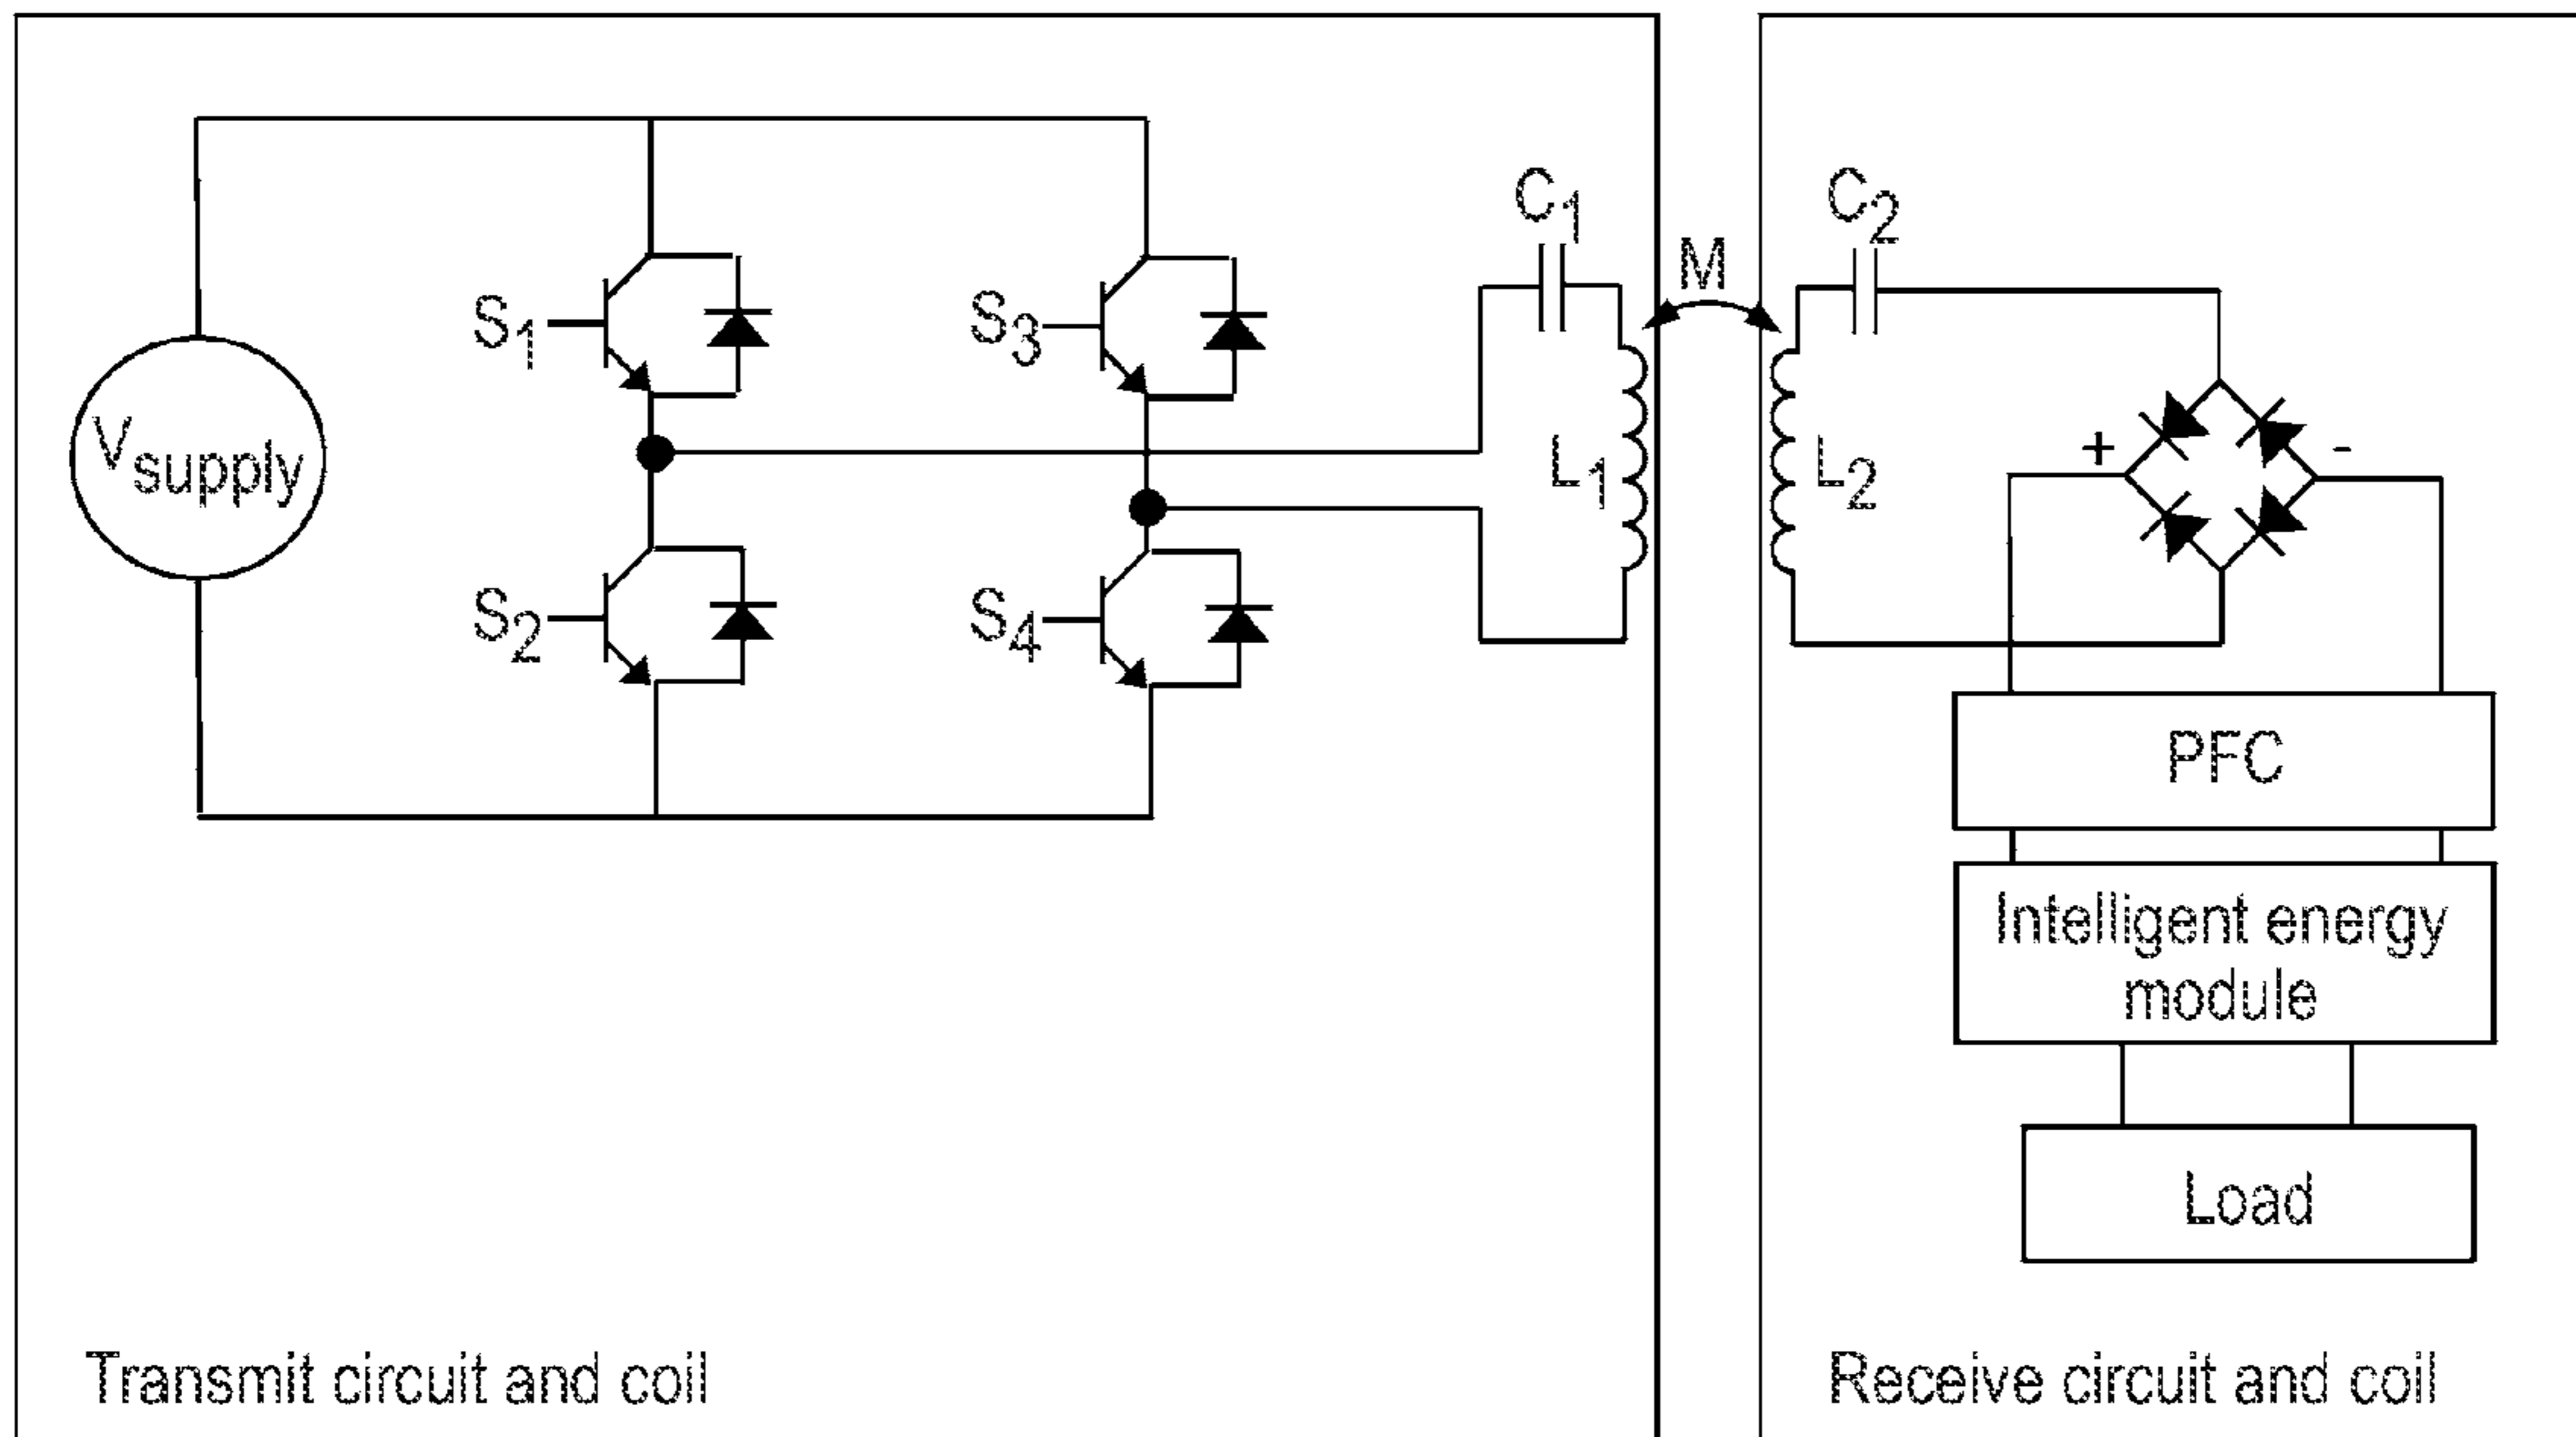 V supply
S1
S2
S3
S4
C1
L1
M
C2
L2
+
-
PFC
Intelligent energy
module
Load
Transmit circuit and coil
Receive circuit and coil